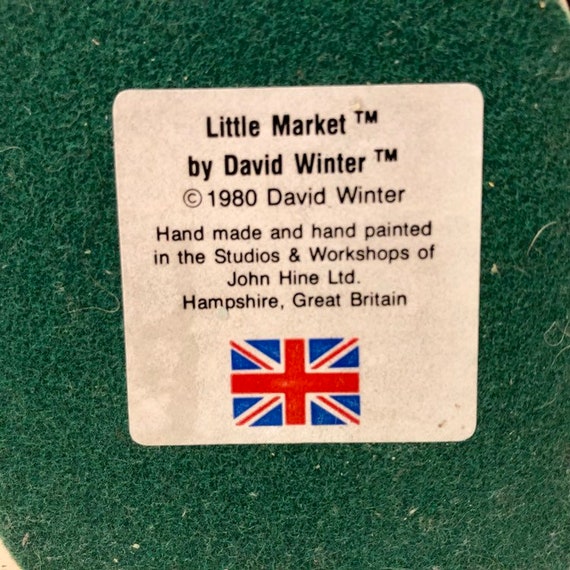 Little Market ™
by David Winter ™
© 1980 David Winter
Hand made and hand painted
in the Studios & Workshops of
John Hine Ltd.
Hampshire, Great Britain